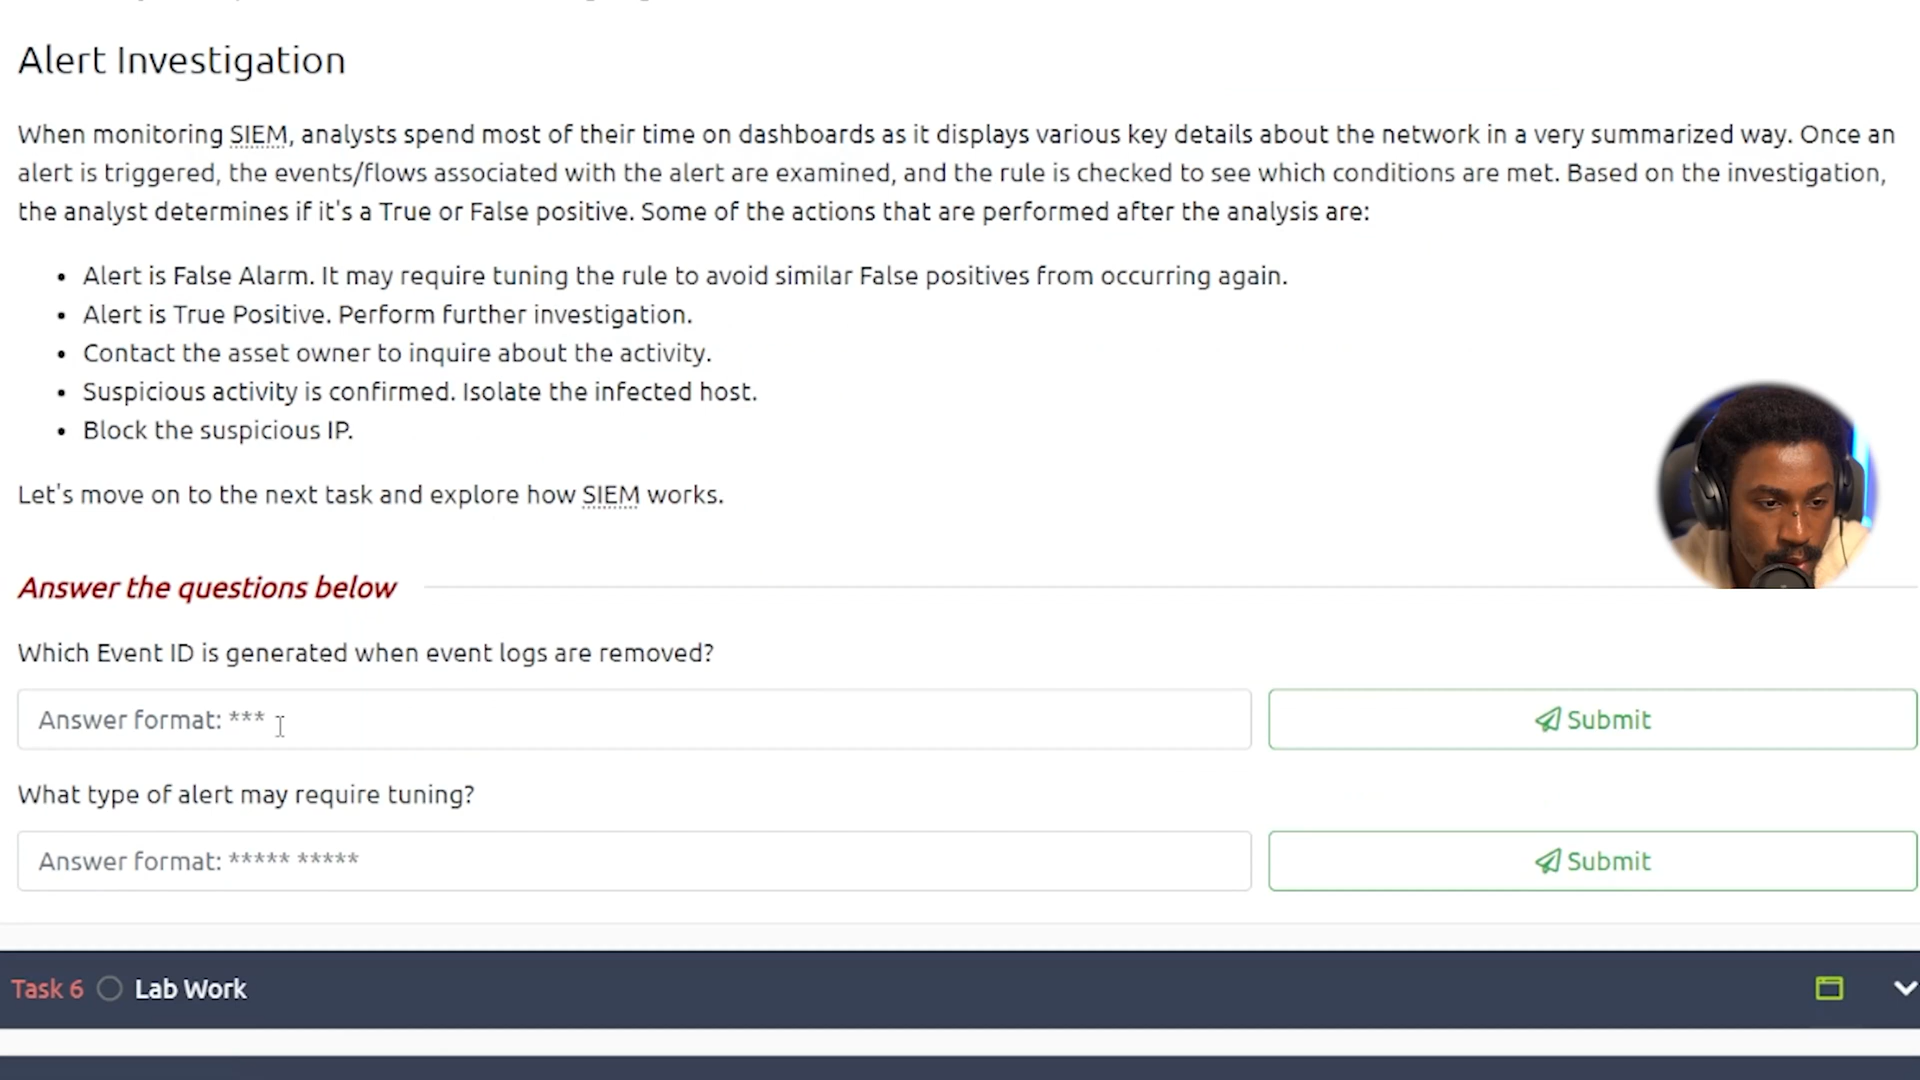 Alert Investigation
When monitoring SIEM, analysts spend most of their time on dashboards as it displays various key details about the network in a very summarized way. Once an
alert is triggered, the events/flows associated with the alert are examined, and the rule is checked to see which conditions are met. Based on the investigation,
the analyst determines if it's a True or False positive. Some of the actions that are performed after the analysis are:
• Alert is False Alarm. It may require tuning the rule to avoid similar False positives from occurring again.
• Alert is True Positive. Perform further investigation.
• Contact the asset owner to inquire about the activity.
• Suspicious activity is confirmed. Isolate the infected host.
• Block the suspicious IP.
Let's move on to the next task and explore how SIEM works.
Answer the questions below
Which Event ID is generated when event logs are removed?
Answer format: ***
Submit
What type of alert may require tuning?
Answer format: ***** *****
Submit
Task 6 Lab Work